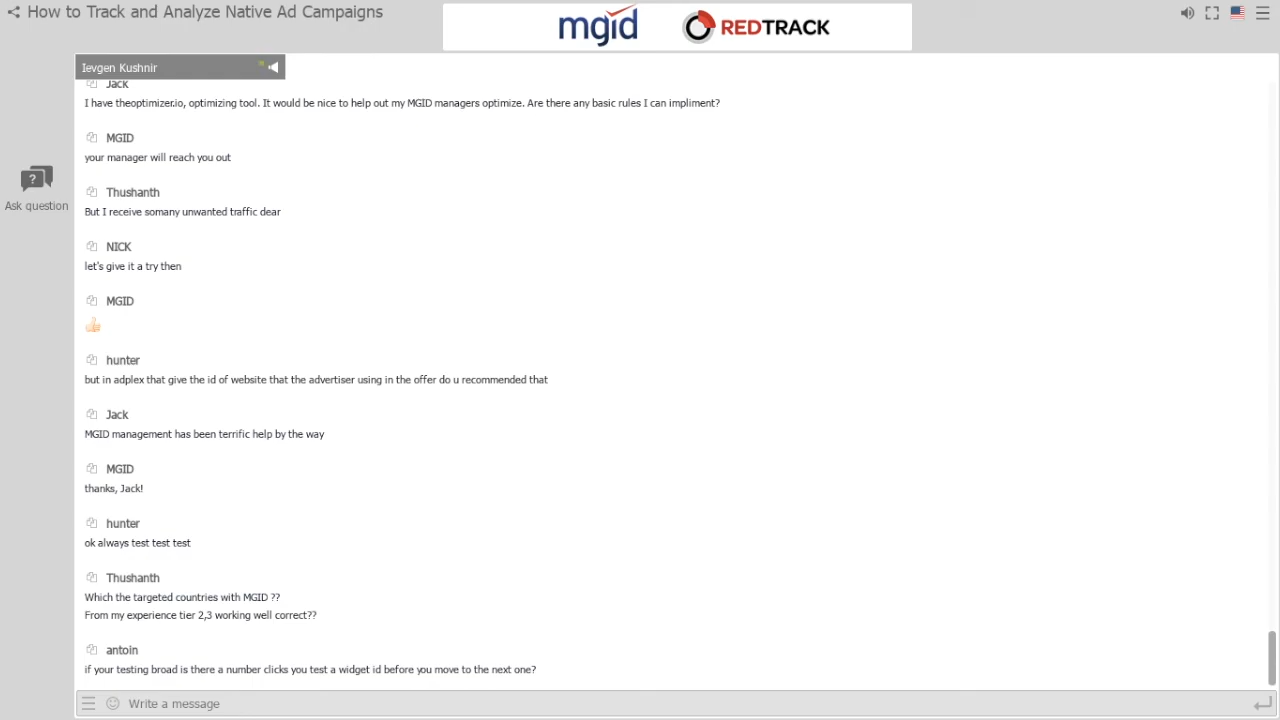 How to Track and Analyze Native Ad Campaigns
mgid
REDTRACK
Ievgen Kushnir
Jack
I have theoptimizer.io, optimizing tool. It would be nice to help out my MGID managers optimize. Are there any basic rules I can impliment?
MGID
your manager will reach you out
Thushanth
But I receive somany unwanted traffic dear
NICK
let's give it a try then
MGID
hunter
but in adplex that give the id of website that the advertiser using in the offer do u recommended that
Jack
MGID management has been terrific help by the way
MGID
thanks, Jack!
hunter
ok always test test test
Thushanth
Which the targeted countries with MGID ??
From my experience tier 2,3 working well correct??
antoin
if your testing broad is there a number clicks you test a widget id before you move to the next one?
Ask question
Write a message